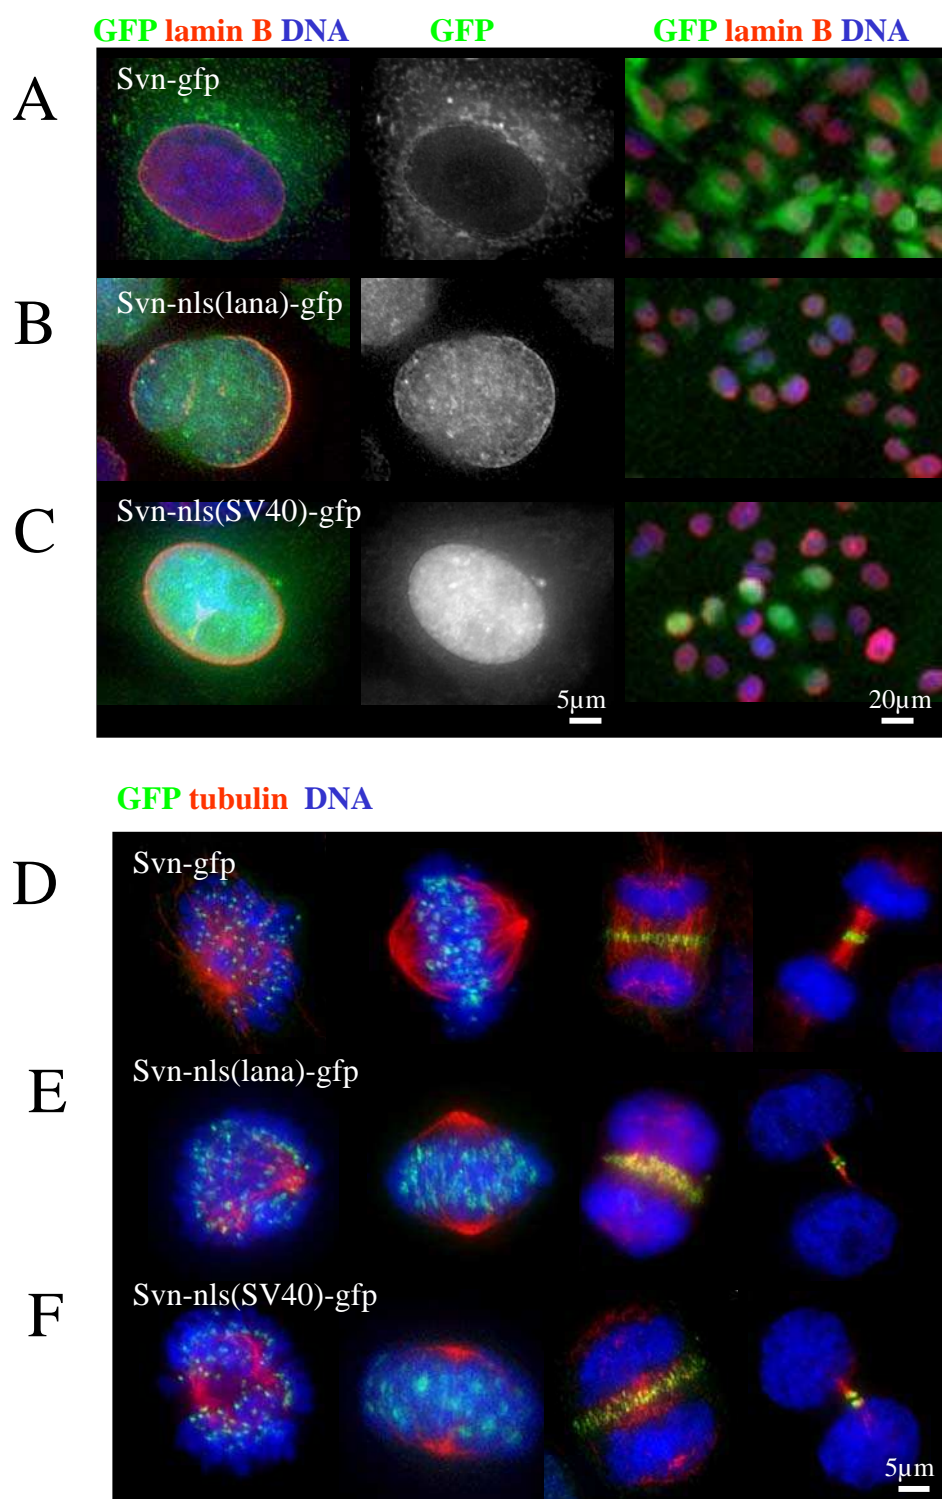 GFP lamin B DNA GFP GFP lamin B DNA
A
Svn-gfp
B
Svn-nls(lana)-gfp
C
Svn-nls(SV40)-gfp
5µm 20µm
GFP tubulin DNA
D
Svn-gfp
E
Svn-nls(lana)-gfp
F
Svn-nls(SV40)-gfp
5µm